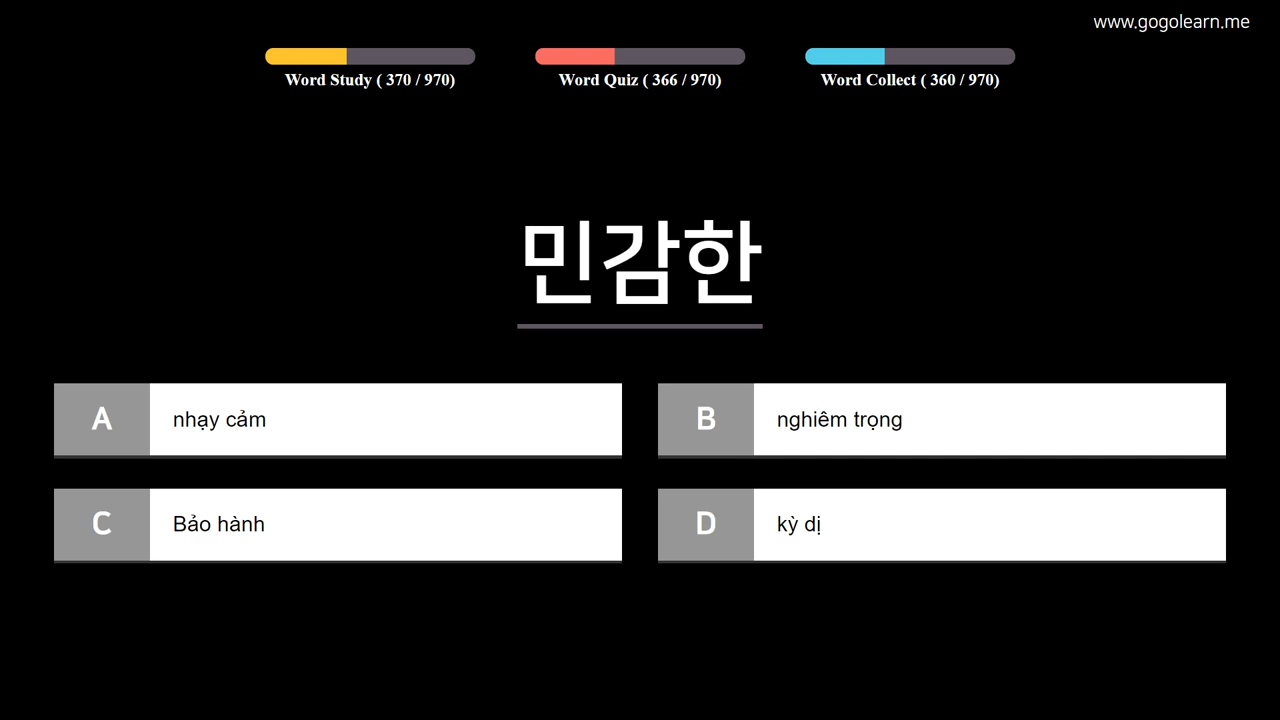 www.gogolearn.me
Word Study ( 370 / 970)
Word Quiz ( 366 / 970)
Word Collect ( 360 / 970)
민감한
A nhạy cảm
B nghiêm trọng
C Bảo hành
D kỳ dị